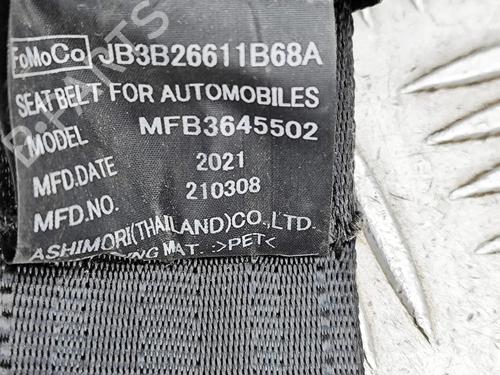 FoMoCo JB3B26611B68A
SEAT BELT FOR AUTOMOBILES
MODEL MFB3645502
MFD.DATE 2021
MFD.NO. 210308
ASHIMORI(THAILAND)CO.,LTD.
MAT. :>PET<